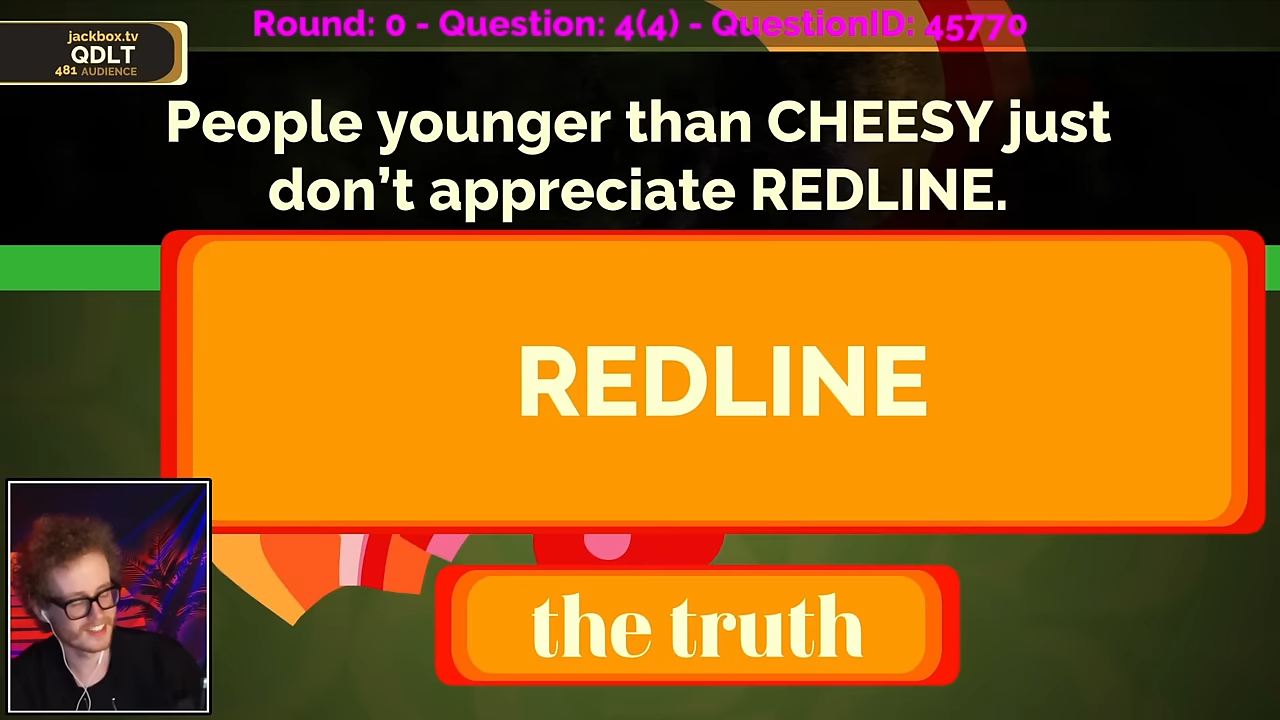 Round: 0 - Question: 4(4) - QuestionID: 45770
jackbox.tv
QDLT
481 AUDIENCE
People younger than CHEESY just
don’t appreciate REDLINE.
REDLINE
the truth